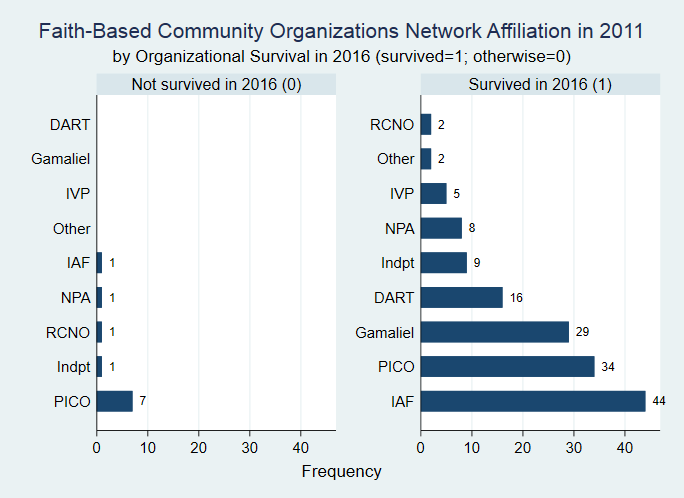 Faith-Based Community Organizations Network Affiliation in 2011
by Organizational Survival in 2016 (survived=1; otherwise=0)
Not survived in 2016 (0)
DART
Gamaliel
IVP
Other
IAF 1
NPA 1
RCNO 1
Indpt 1
PICO 7
0 10 20 30 40
Survived in 2016 (1)
RCNO 2
Other 2
IVP 5
NPA 8
Indpt 9
DART 16
Gamaliel 29
PICO 34
IAF 44
0 10 20 30 40
Frequency